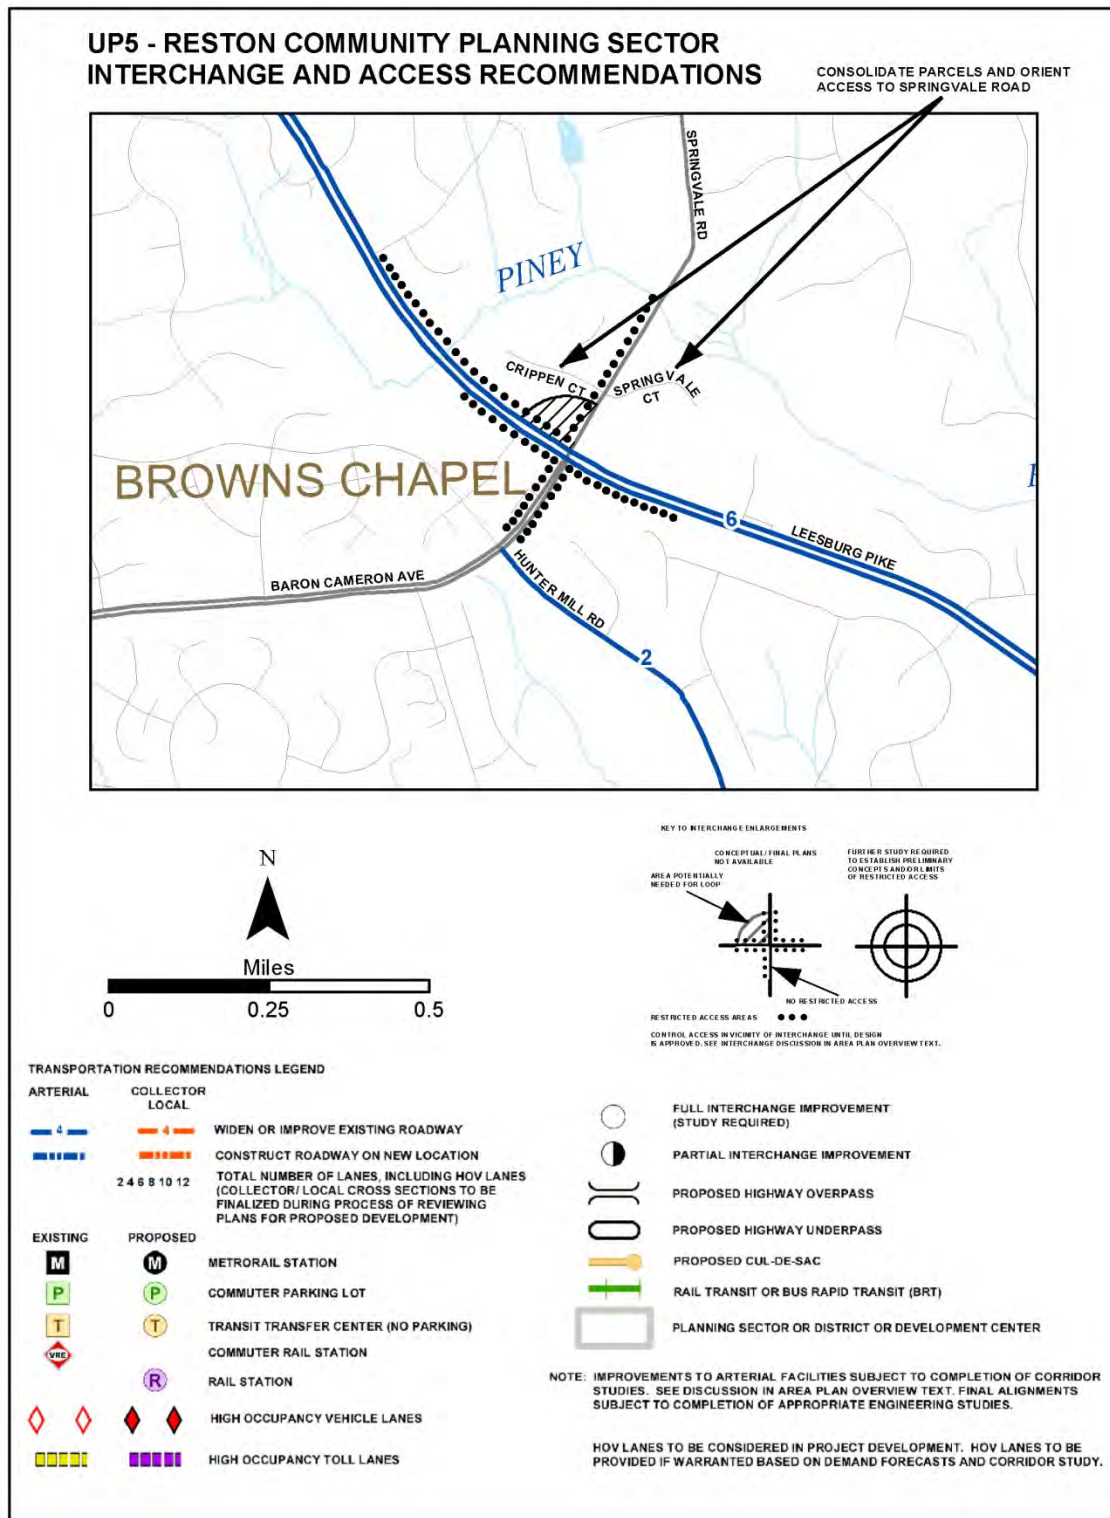 UP5 - RESTON COMMUNITY PLANNING SECTOR
INTERCHANGE AND ACCESS RECOMMENDATIONS
CONSOLIDATE PARCELS AND ORIENT
ACCESS TO SPRINGVALE ROAD
SPRINGVALE RD
PINEY
CRIPPEN CT
SPRINGVALE
CT
BROWNS CHAPEL
6
LEESBURG PIKE
BARON CAMERON AVE
HUNTER MILL RD
2
N
Miles
0 0.25 0.5
KEY TO INTERCHANGE ENLARGEMENTS
CONCEPTUAL/FINAL PLANS
NOT AVAILABLE
AREA POTENTIALLY
NEEDED FOR LOOP
FURTHER STUDY REQUIRED
TO ESTABLISH PRELIMINARY
CONCEPTS AND/OR LIMITS
OF RESTRICTED ACCESS
NO RESTRICTED ACCESS
RESTRICTED ACCESS AREAS
CONTROL ACCESS IN VICINITY OF INTERCHANGE UNTIL DESIGN
IS APPROVED. SEE INTERCHANGE DISCUSSION IN AREA PLAN OVERVIEW TEXT.
TRANSPORTATION RECOMMENDATIONS LEGEND
ARTERIAL COLLECTOR
LOCAL
4 4 WIDEN OR IMPROVE EXISTING ROADWAY
CONSTRUCT ROADWAY ON NEW LOCATION
2 4 6 8 10 12 TOTAL NUMBER OF LANES, INCLUDING HOV LANES
(COLLECTOR/ LOCAL CROSS SECTIONS TO BE
FINALIZED DURING PROCESS OF REVIEWING
PLANS FOR PROPOSED DEVELOPMENT)
EXISTING PROPOSED
M M METRORAIL STATION
P P COMMUTER PARKING LOT
T T TRANSIT TRANSFER CENTER (NO PARKING)
VRE COMMUTER RAIL STATION
R RAIL STATION
HIGH OCCUPANCY VEHICLE LANES
HIGH OCCUPANCY TOLL LANES
FULL INTERCHANGE IMPROVEMENT
(STUDY REQUIRED)
PARTIAL INTERCHANGE IMPROVEMENT
PROPOSED HIGHWAY OVERPASS
PROPOSED HIGHWAY UNDERPASS
PROPOSED CUL-DE-SAC
RAIL TRANSIT OR BUS RAPID TRANSIT (BRT)
PLANNING SECTOR OR DISTRICT OR DEVELOPMENT CENTER
NOTE: IMPROVEMENTS TO ARTERIAL FACILITIES SUBJECT TO COMPLETION OF CORRIDOR
STUDIES. SEE DISCUSSION IN AREA PLAN OVERVIEW TEXT. FINAL ALIGNMENTS
SUBJECT TO COMPLETION OF APPROPRIATE ENGINEERING STUDIES.
HOV LANES TO BE CONSIDERED IN PROJECT DEVELOPMENT. HOV LANES TO BE
PROVIDED IF WARRANTED BASED ON DEMAND FORECASTS AND CORRIDOR STUDY.